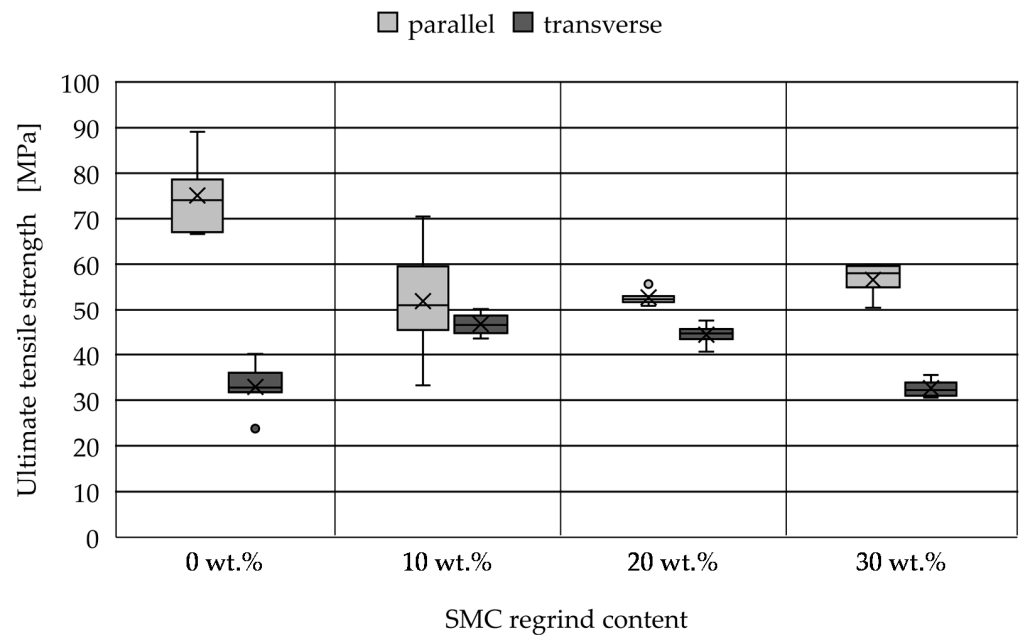 parallel transverse
Ultimate tensile strength [MPa]
100
90
80
70
60
50
40
30
20
10
0
0 wt.% 10 wt.% 20 wt.% 30 wt.%
SMC regrind content